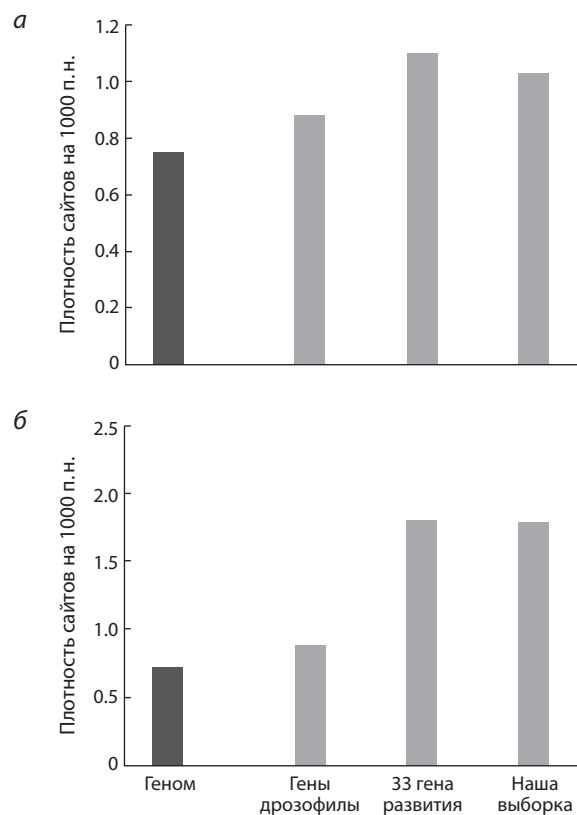 а
Плотность сайтов на 1000 п. н.
1.2
1.0
0.8
0.6
0.4
0.2
0
б
Плотность сайтов на 1000 п. н.
2.5
2.0
1.5
1.0
0.5
0
Геном
Гены
дрозофилы
33 гена
развития
Наша
выборка